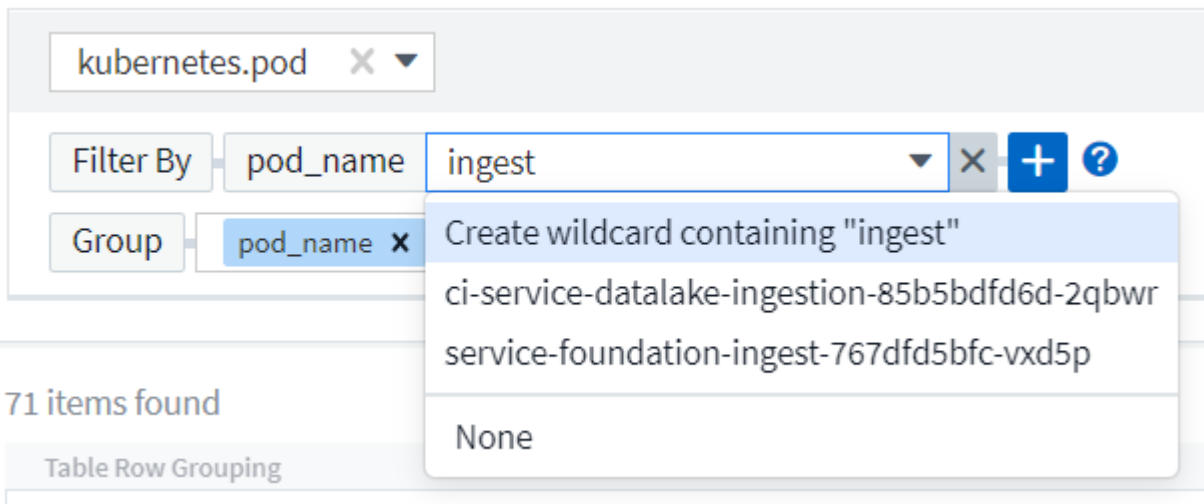 kubernetes.pod
Filter By pod_name ingest
Group pod_name
Create wildcard containing "ingest"
ci-service-datalake-ingestion-85b5bdfd6d-2qbwr
service-foundation-ingest-767dfd5bfc-vxd5p
None
71 items found
Table Row Grouping